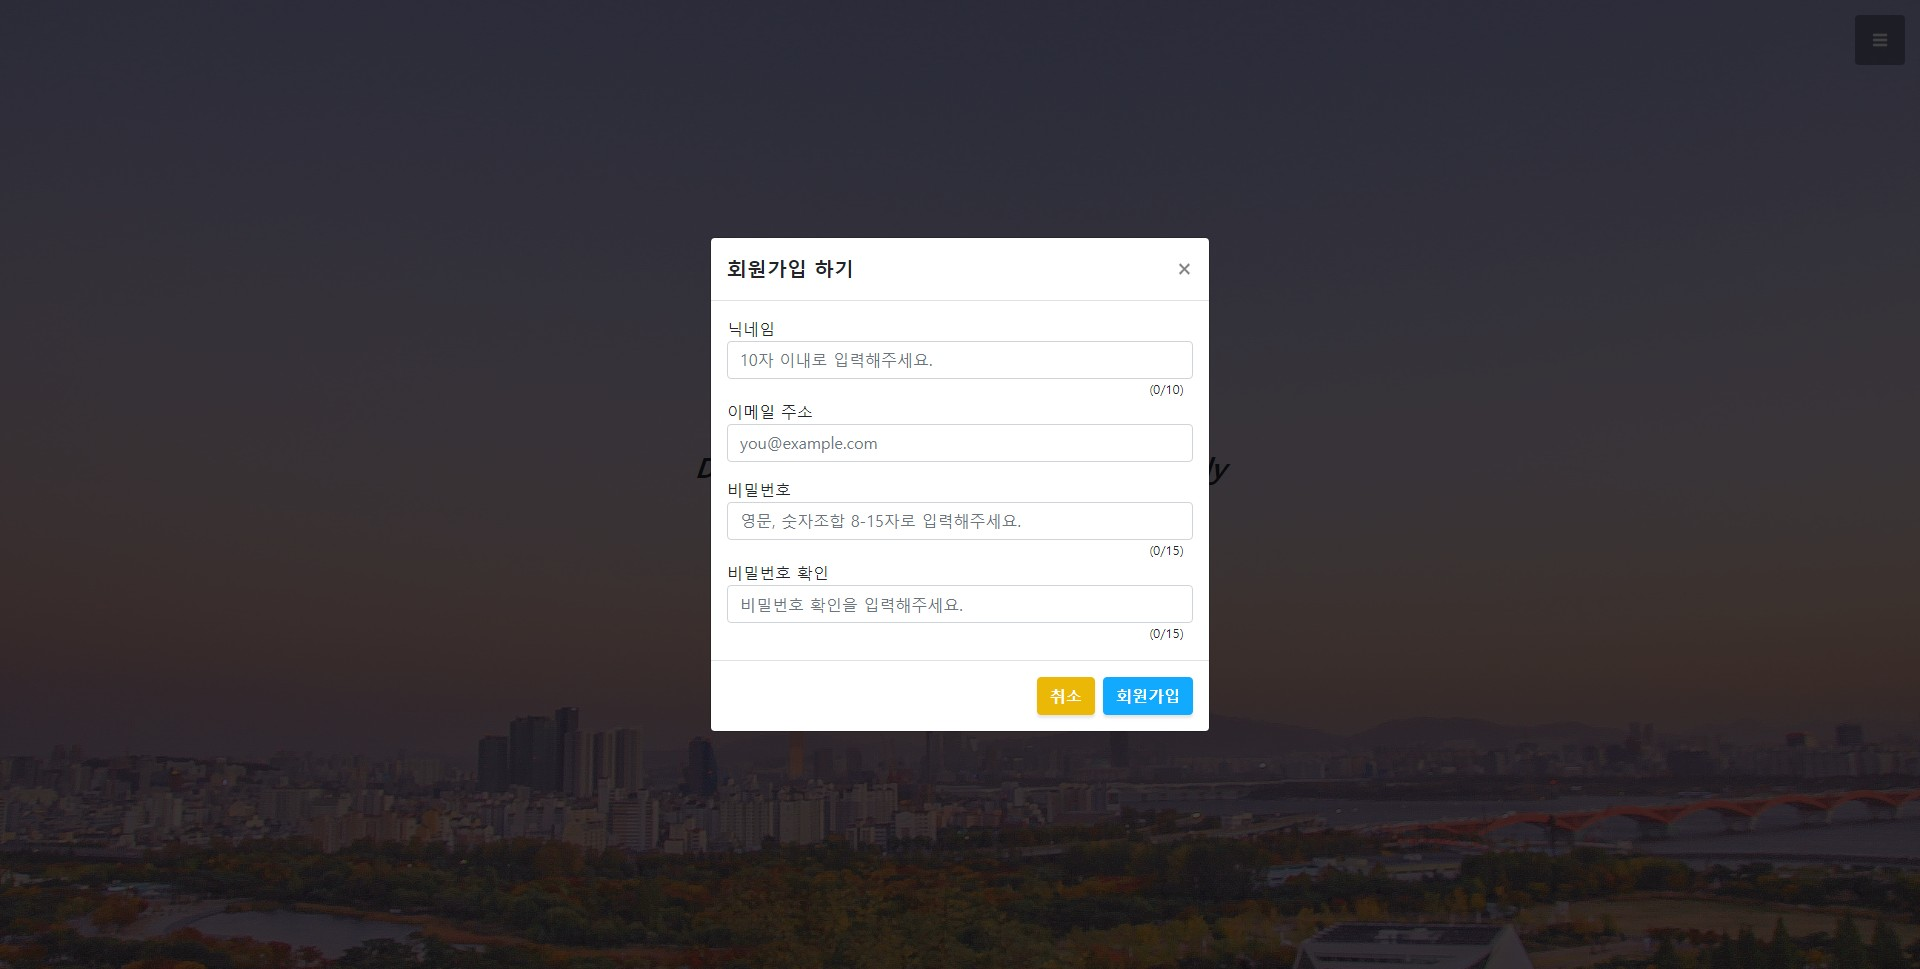 회원가입 하기
×
닉네임
10자 이내로 입력해주세요.
(0/10)
이메일 주소
you@example.com
비밀번호
영문, 숫자조합 8-15자로 입력해주세요.
(0/15)
비밀번호 확인
비밀번호 확인을 입력해주세요.
(0/15)
취소 회원가입